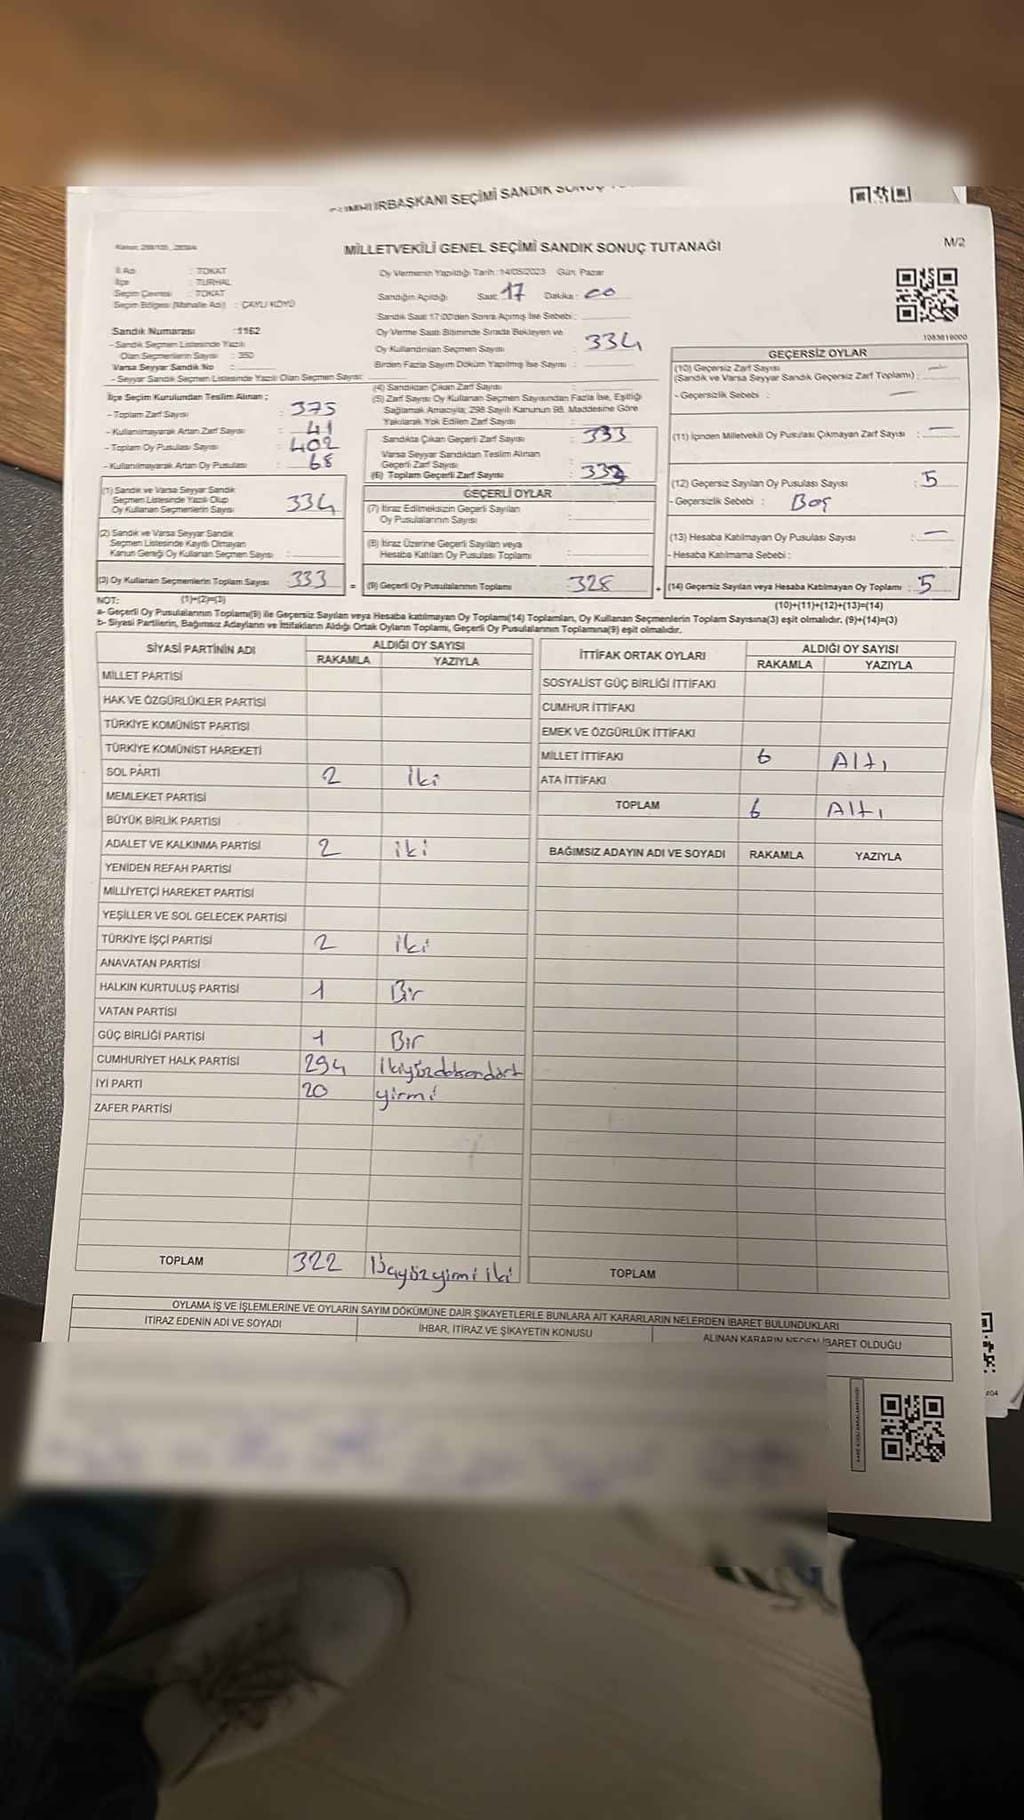 CUMHURBAŞKANI SEÇİMİ SANDIK SONUÇ
MİLLETVEKİLİ GENEL SEÇİMİ SANDIK SONUÇ TUTANAĞI
M/2
İl Adı : TOKAT
İlçe : TURHAL
Seçim Çevresi : TOKAT
Seçim Bölgesi (Mahalle Adı) : ÇAYLI KÖYÜ
Oy Vermenin Yapıldığı Tarih : 14/05/2023 Gün: Pazar
Sandığın Açıldığı Saat: 17 Dakika: 00
Sandık Saat 17:00'den Sonra Açılmış İse Sebebi :
Sandık Numarası :1162
- Sandık Seçmen Listesinde Yazılı
Olan Seçmenlerin Sayısı : 350
Varsa Seyyar Sandık No :
- Seyyar Sandık Seçmen Listesinde Yazılı Olan Seçmen Sayısı:
Oy Verme Saati Bitiminde Sırada Bekleyen ve
Oy Kullandırılan Seçmen Sayısı : 334
Birden Fazla Sayım Döküm Yapılmış İse Sayısı :
1083618000
İlçe Seçim Kurulundan Teslim Alınan ;
- Toplam Zarf Sayısı : 375
- Kullanılmayarak Artan Zarf Sayısı : 41
- Toplam Oy Pusulası Sayısı : 402
- Kullanılmayarak Artan Oy Pusulası : 68
(4) Sandıktan Çıkan Zarf Sayısı :
(5) Zarf Sayısı Oy Kullanan Seçmen Sayısından Fazla İse, Eşitliği
Sağlamak Amacıyla; 298 Sayılı Kanunun 98. Maddesine Göre
Yakılarak Yok Edilen Zarf Sayısı :
Sandıkta Çıkan Geçerli Zarf Sayısı : 333
Varsa Seyyar Sandıktan Teslim Alınan
Geçerli Zarf Sayısı :
(6) Toplam Geçerli Zarf Sayısı : 333
GEÇERSİZ OYLAR
(10) Geçersiz Zarf Sayısı
(Sandık ve Varsa Seyyar Sandık Geçersiz Zarf Toplamı) : —
- Geçersizlik Sebebi : —
(11) İçinden Milletvekili Oy Pusulası Çıkmayan Zarf Sayısı : —
(12) Geçersiz Sayılan Oy Pusulası Sayısı : 5
- Geçersizlik Sebebi : Boş
(13) Hesaba Katılmayan Oy Pusulası Sayısı : —
- Hesaba Katılmama Sebebi :
(1) Sandık ve Varsa Seyyar Sandık
Seçmen Listesinde Yazılı Olup
Oy Kullanan Seçmenlerin Sayısı : 334
(2) Sandık ve Varsa Seyyar Sandık
Seçmen Listesinde Kayıtlı Olmayan
Kanun Gereği Oy Kullanan Seçmen Sayısı :
GEÇERLİ OYLAR
(7) İtiraz Edilmeksizin Geçerli Sayılan
Oy Pusulalarının Sayısı :
(8) İtiraz Üzerine Geçerli Sayılan veya
Hesaba Katılan Oy Pusulası Toplamı :
(3) Oy Kullanan Seçmenlerin Toplam Sayısı : 333 = (9) Geçerli Oy Pusulalarının Toplamı : 328 + (14) Geçersiz Sayılan veya Hesaba Katılmayan Oy Toplamı : 5
NOT: (1)+(2)=(3)
(10)+(11)+(12)+(13)=(14)
a- Geçerli Oy Pusulaları Toplamı(9) ile Geçersiz Sayılan veya Hesaba katılmayan Oy Toplamı(14) Toplamları, Oy Kullanan Seçmenlerin Toplam Sayısına(3) eşit olmalıdır. (9)+(14)=(3)
b- Siyasi Partilerin, Bağımsız Adayların ve İttifakların Aldığı Ortak Oyların Toplamı, Geçerli Oy Pusulalarının Toplamına(9) eşit olmalıdır.
SİYASİ PARTİNİN ADI ALDIĞI OY SAYISI
RAKAMLA YAZIYLA
MİLLET PARTİSİ
HAK VE ÖZGÜRLÜKLER PARTİSİ
TÜRKİYE KOMÜNİST PARTİSİ
TÜRKİYE KOMÜNİST HAREKETİ
SOL PARTİ 2 iki
MEMLEKET PARTİSİ
BÜYÜK BİRLİK PARTİSİ
ADALET VE KALKINMA PARTİSİ 2 iki
YENİDEN REFAH PARTİSİ
MİLLİYETÇİ HAREKET PARTİSİ
YEŞİLLER VE SOL GELECEK PARTİSİ
TÜRKİYE İŞÇİ PARTİSİ 2 iki
ANAVATAN PARTİSİ
HALKIN KURTULUŞ PARTİSİ 1 Bir
VATAN PARTİSİ
GÜÇ BİRLİĞİ PARTİSİ 1 Bir
CUMHURİYET HALK PARTİSİ 294 ikiyüzdoksandört
İYİ PARTİ 20 yirmi
ZAFER PARTİSİ
TOPLAM 322 Üçyüzyirmi iki
İTTİFAK ORTAK OYLARI ALDIĞI OY SAYISI
RAKAMLA YAZIYLA
SOSYALİST GÜÇ BİRLİĞİ İTTİFAKI
CUMHUR İTTİFAKI
EMEK VE ÖZGÜRLÜK İTTİFAKI
MİLLET İTTİFAKI 6 Altı
ATA İTTİFAKI
TOPLAM 6 Altı
BAĞIMSIZ ADAYIN ADI VE SOYADI RAKAMLA YAZIYLA
TOPLAM
OYLAMA İŞ VE İŞLEMLERİNE VE OYLARIN SAYIM DÖKÜMÜNE DAİR ŞİKAYETLERLE BUNLARA AİT KARARLARIN NELERDEN İBARET BULUNDUKLARI
İTİRAZ EDENİN ADI VE SOYADI İHBAR, İTİRAZ VE ŞİKAYETİN KONUSU ALINAN KARARIN NEDEN İBARET OLDUĞU